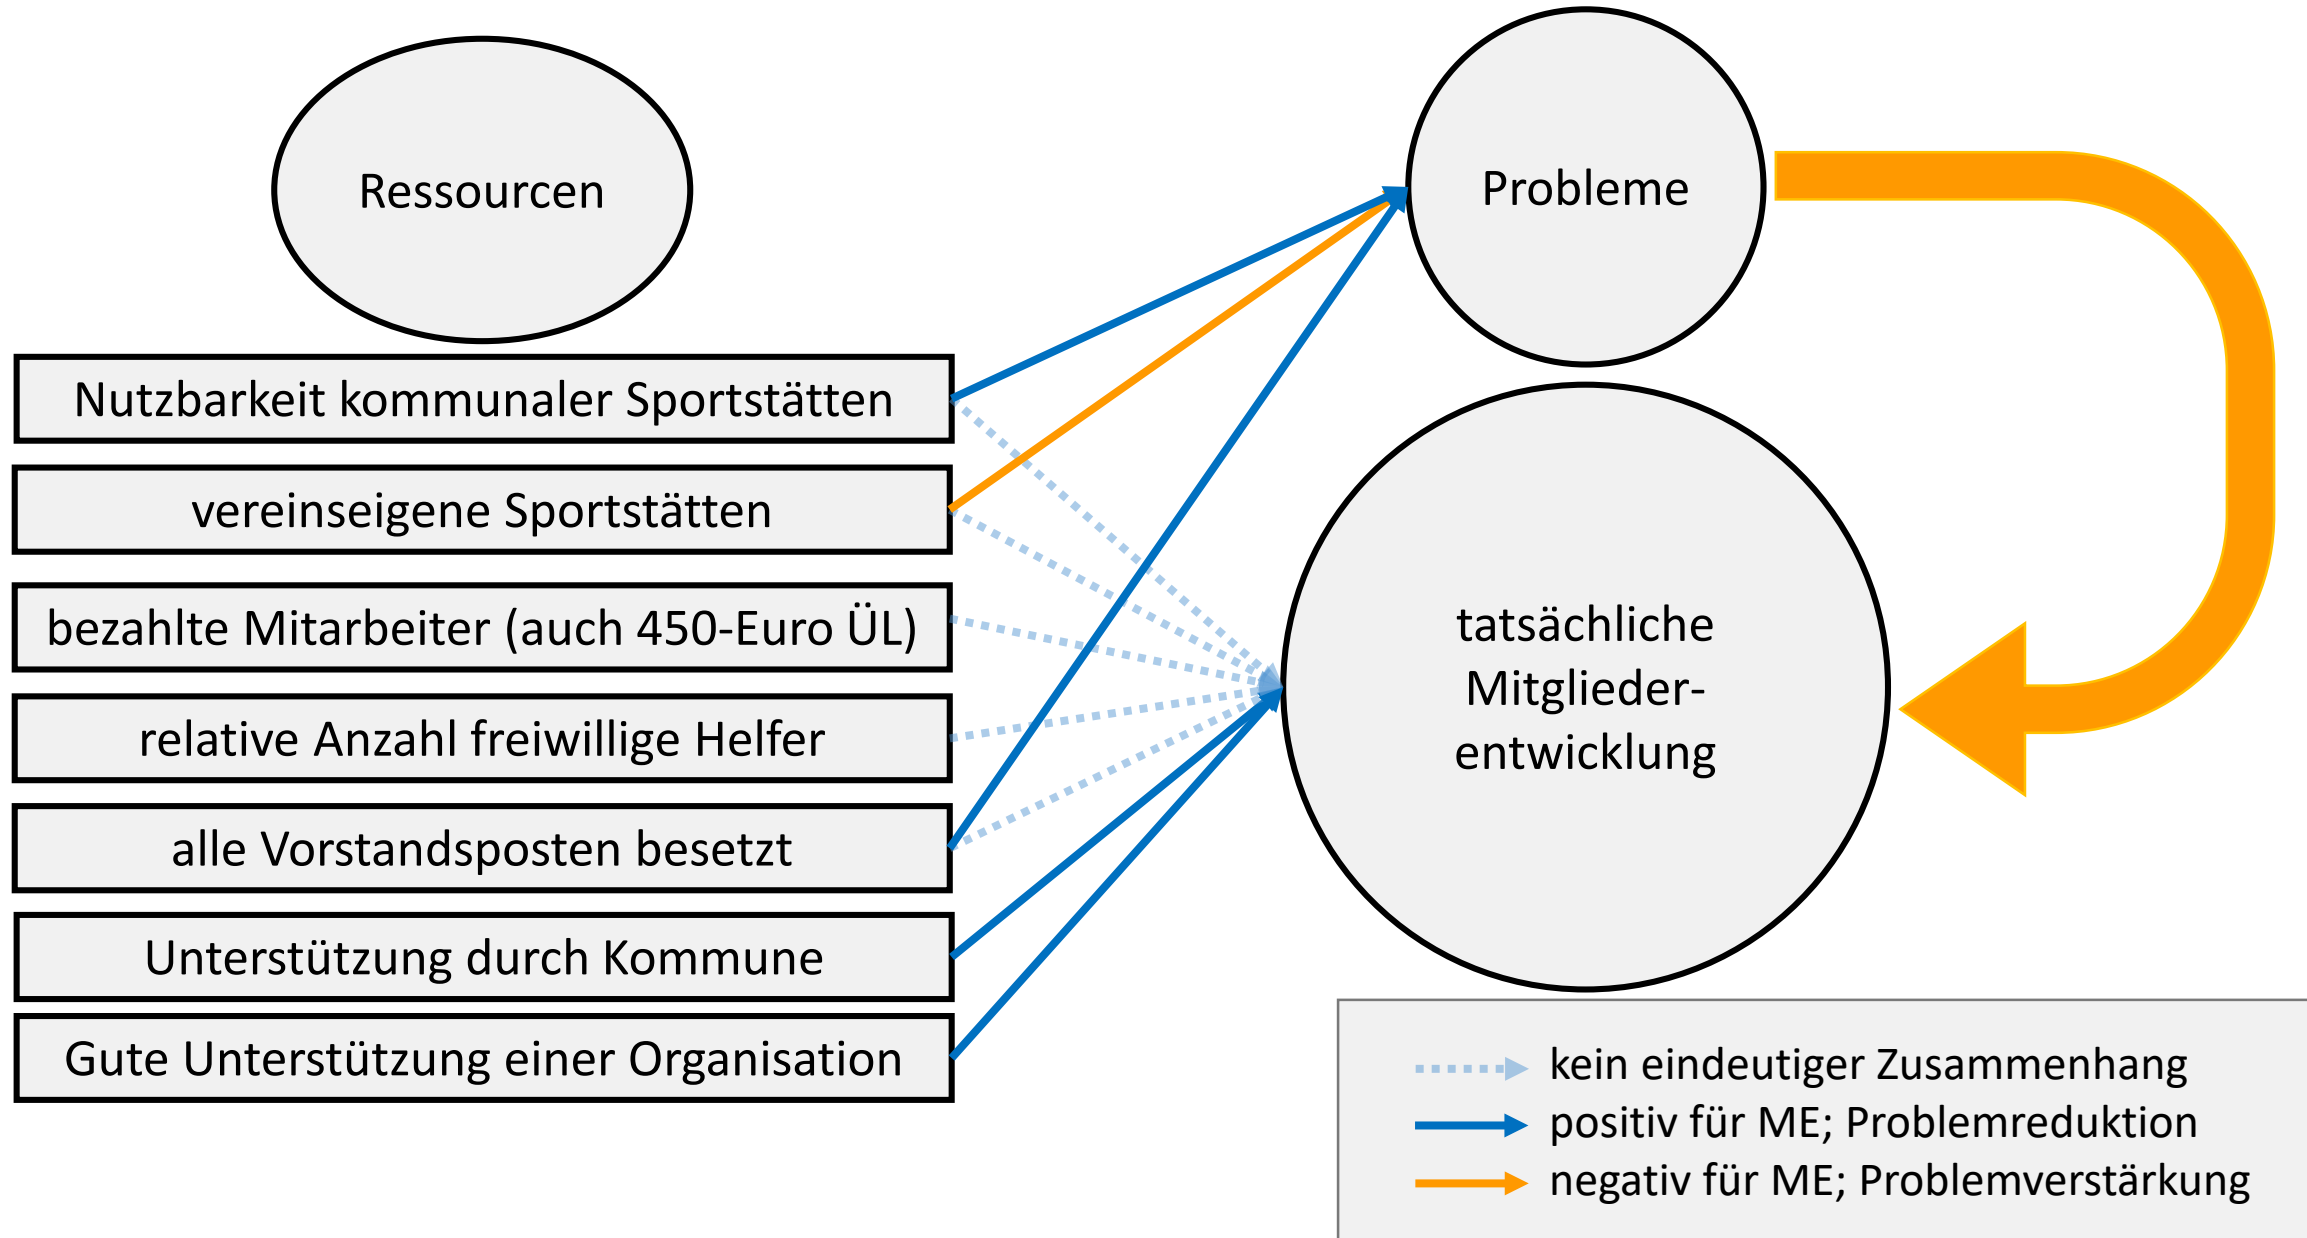 Ressourcen
Probleme
Nutzbarkeit kommunaler Sportstätten
vereinseigene Sportstätten
bezahlte Mitarbeiter (auch 450-Euro ÜL)
relative Anzahl freiwillige Helfer
alle Vorstandsposten besetzt
Unterstützung durch Kommune
Gute Unterstützung einer Organisation
tatsächliche
Mitglieder-
entwicklung
kein eindeutiger Zusammenhang
positiv für ME; Problemreduktion
negativ für ME; Problemverstärkung